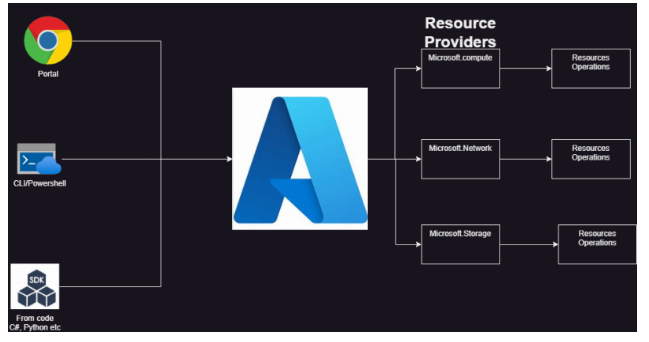 Resource
Providers
Portal
Microsoft.compute
Resources
Operations
CLI/Powershell
Microsoft.Network
Resources
Operations
SDK
From code
C#, Python etc
Microsoft.Storage
Resources
Operations